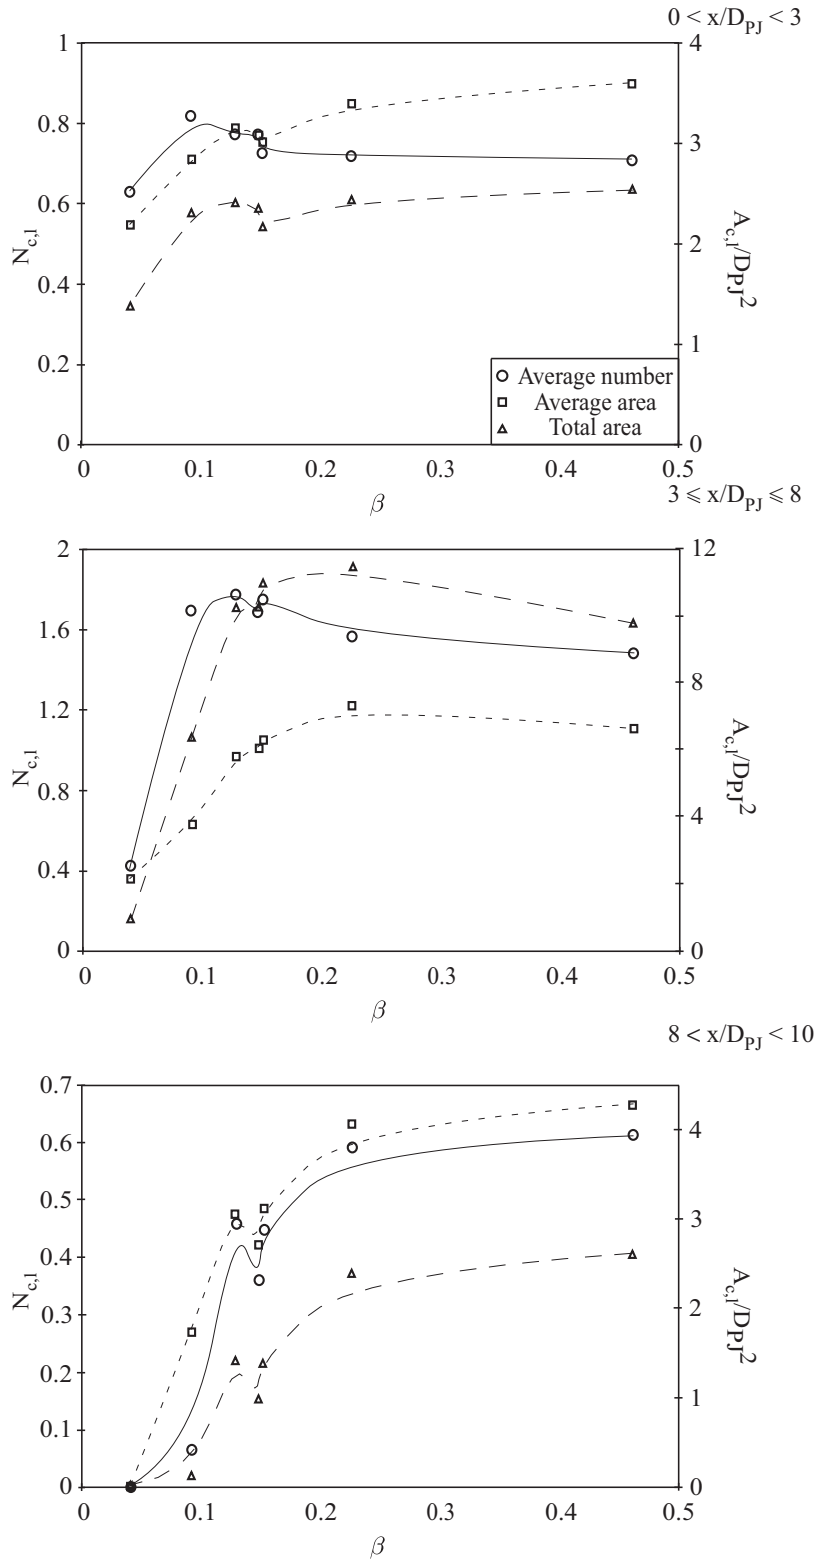 0 < x/D_PJ < 3
1
0.8
0.6
0.4
0.2
0
N_c,l
4
3
2
1
0
A_c,l/D_PJ^2
Average number
Average area
Total area
0 0.1 0.2 0.3 0.4 0.5
β
3 ⩽ x/D_PJ ⩽ 8
2
1.6
1.2
0.8
0.4
0
N_c,l
12
8
4
0
A_c,l/D_PJ^2
0 0.1 0.2 0.3 0.4 0.5
β
8 < x/D_PJ < 10
0.7
0.6
0.5
0.4
0.3
0.2
0.1
0
N_c,l
4
3
2
1
0
A_c,l/D_PJ^2
0 0.1 0.2 0.3 0.4 0.5
β